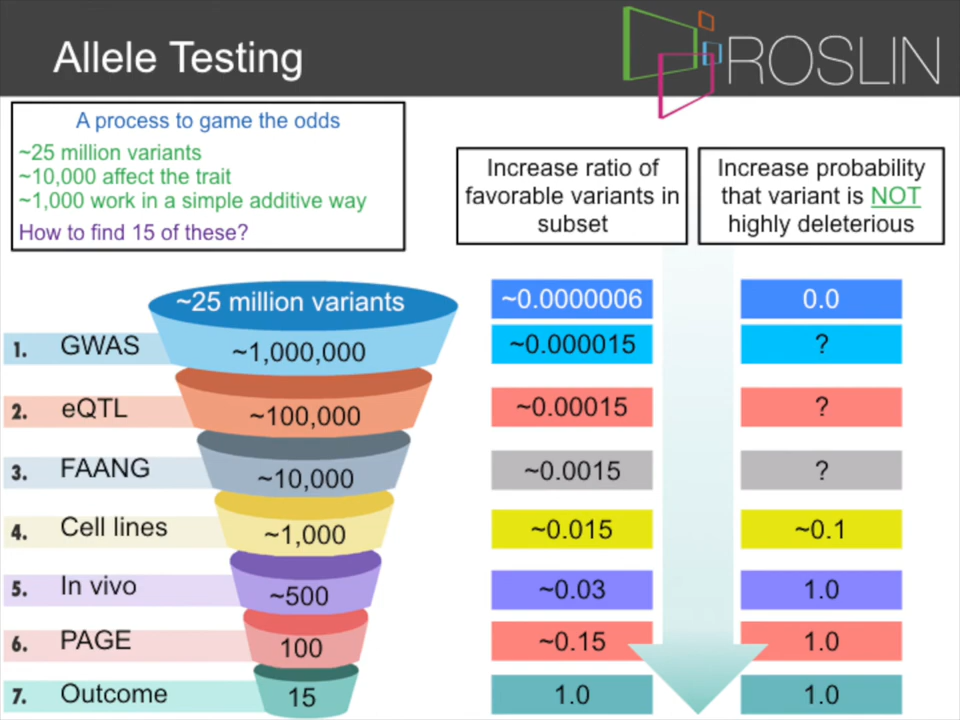 Allele Testing
ROSLIN
A process to game the odds
~25 million variants
~10,000 affect the trait
~1,000 work in a simple additive way
How to find 15 of these?
Increase ratio of
favorable variants in
subset
Increase probability
that variant is NOT
highly deleterious
~25 million variants
~0.0000006
0.0
1. GWAS
~1,000,000
~0.000015
?
2. eQTL
~100,000
~0.00015
?
3. FAANG
~10,000
~0.0015
?
4. Cell lines
~1,000
~0.015
~0.1
5. In vivo
~500
~0.03
1.0
6. PAGE
100
~0.15
1.0
7. Outcome
15
1.0
1.0